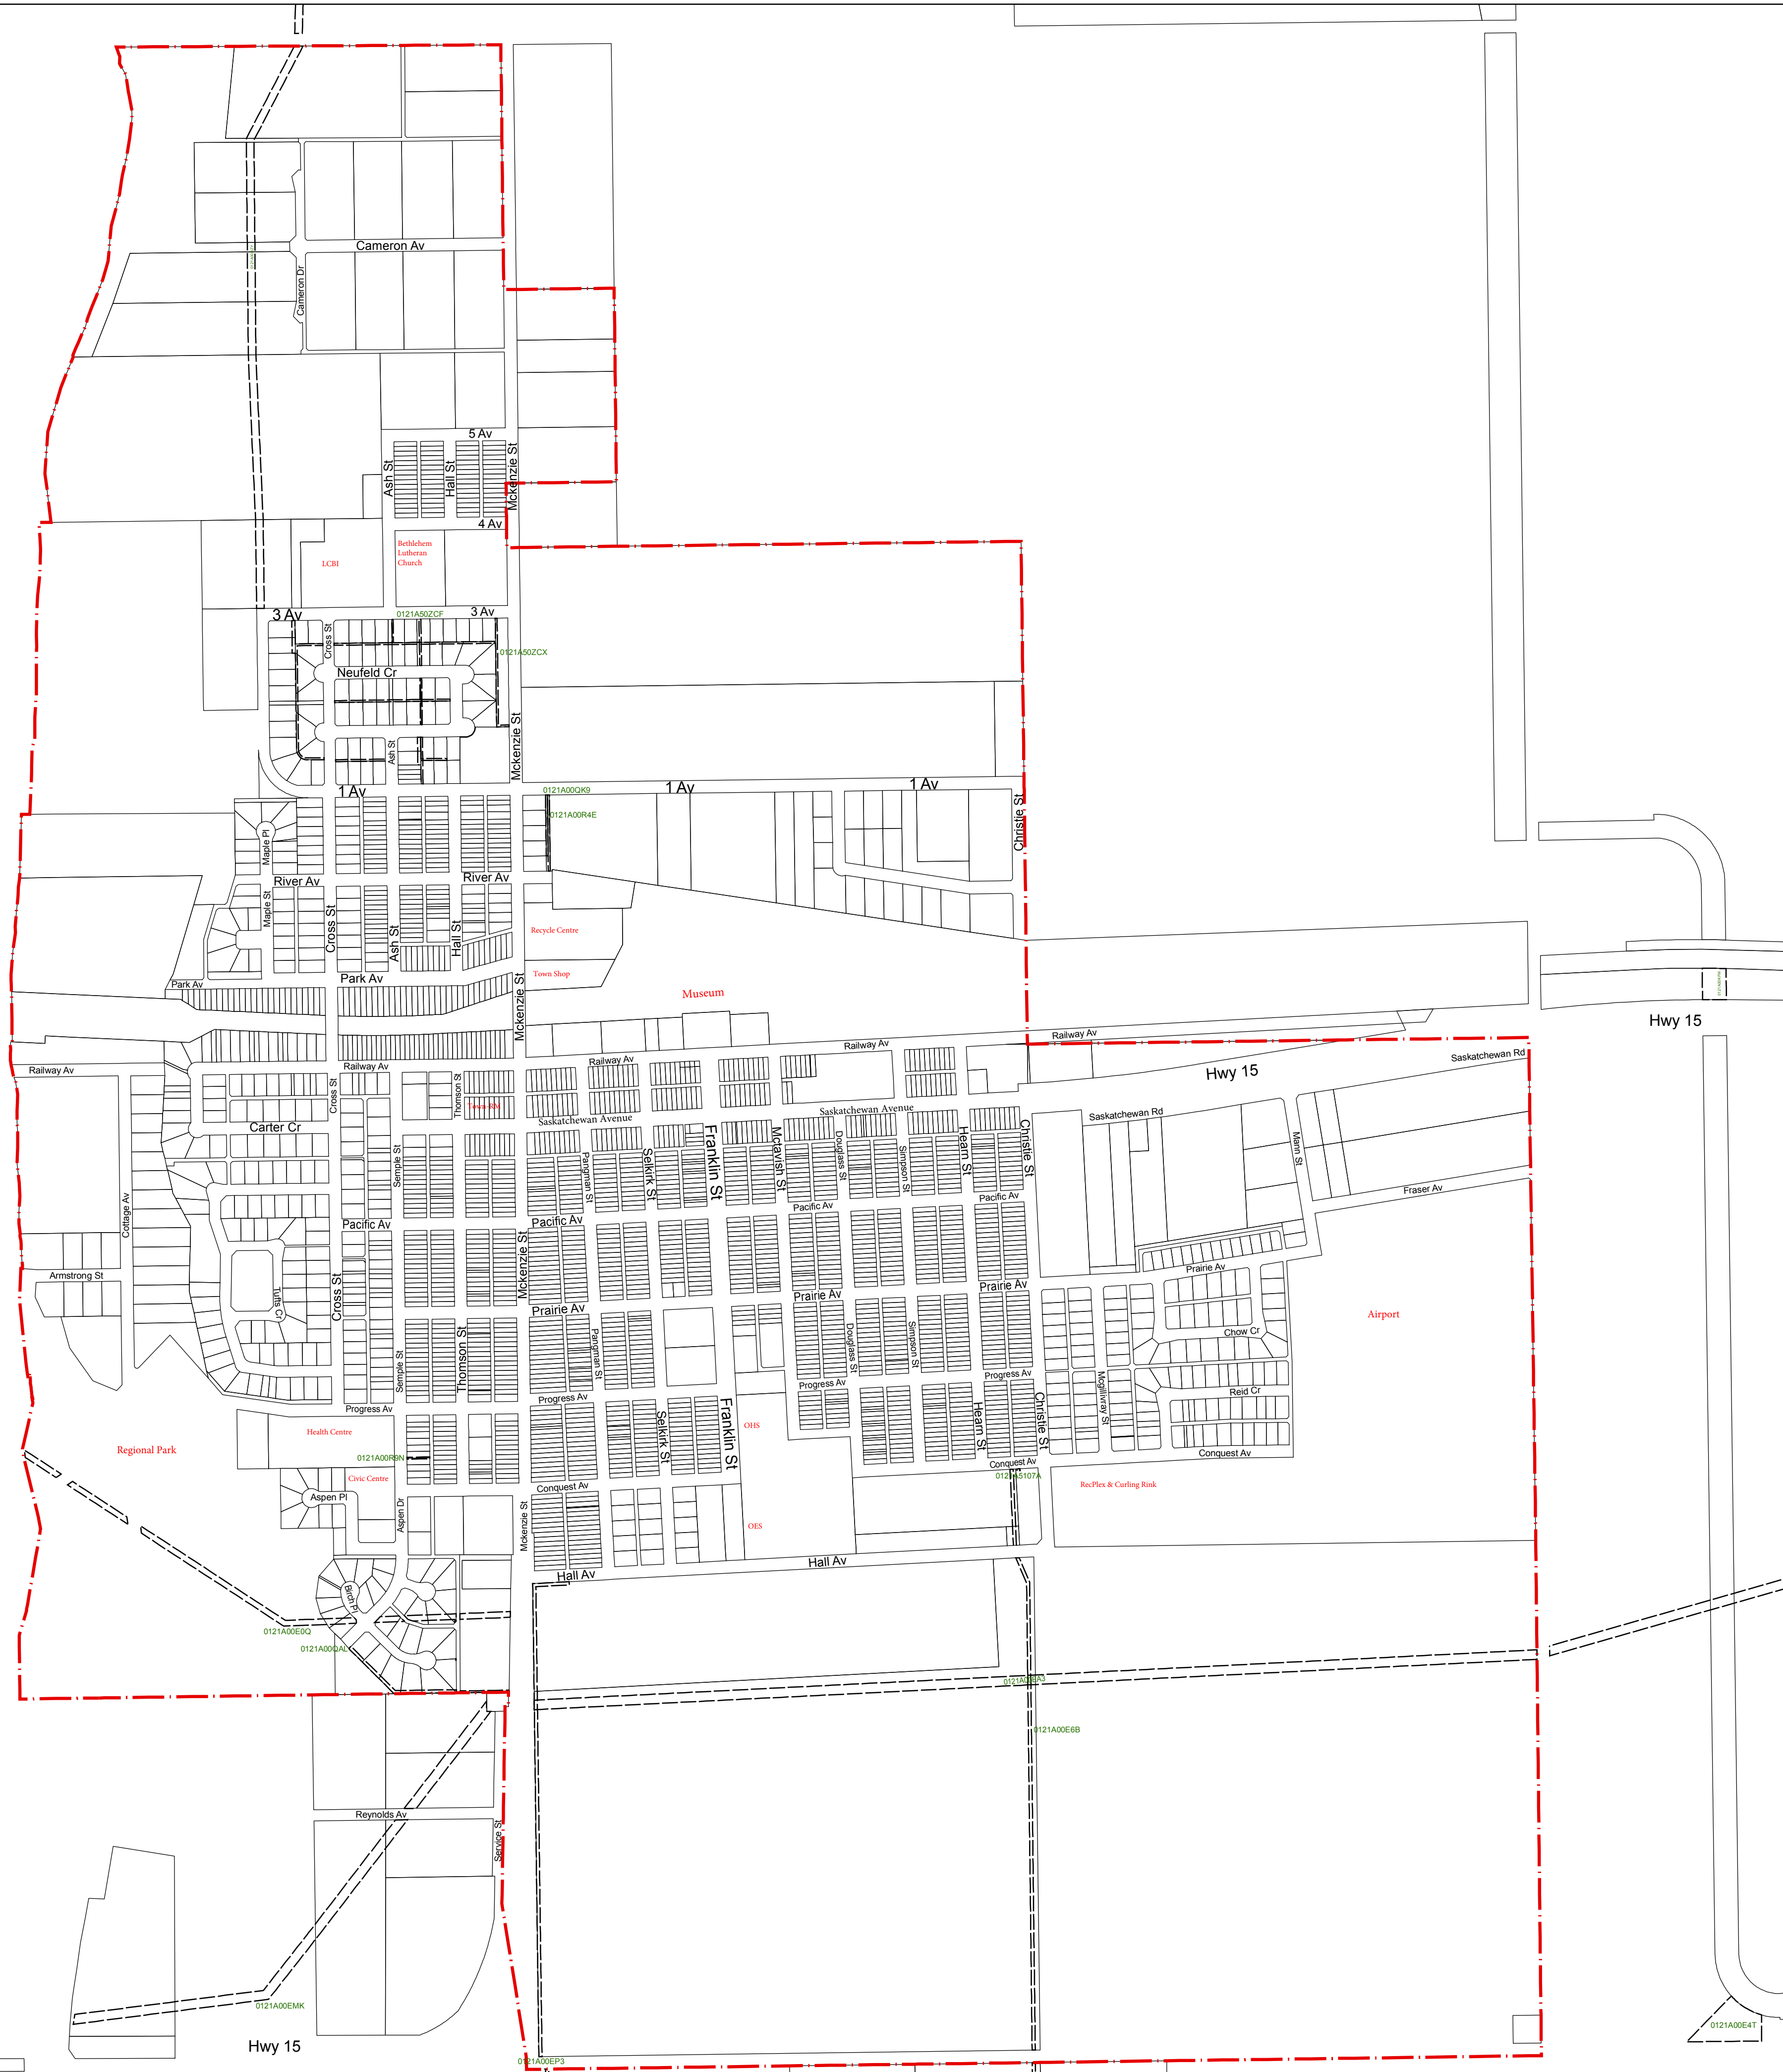 Cameron Av
Cameron Dr
5 Av
Ash St
Hall St
Mckenzie St
4 Av
Bethlehem
Lutheran
Church
LCBI
3 Av
0121A50ZCF
3 Av
Cross St
0121A50ZCX
Neufeld Cr
Mckenzie St
Ash St
1 Av
0121A00QK9
1 Av
1 Av
0121A00R4E
Christie St
Maple Pl
River Av
River Av
Maple St
Cross St
Ash St
Hall St
Recycle Centre
Town Shop
Park Av
Park Av
Museum
Mckenzie St
Hwy 15
Railway Av
Railway Av
Railway Av
Saskatchewan Rd
Railway Av
Railway Av
Hwy 15
Cross St
Thomson St
Town-RM
Saskatchewan Avenue
Saskatchewan Avenue
Saskatchewan Rd
Carter Cr
Semple St
Pangman St
Selkirk St
Franklin St
Mctavish St
Douglass St
Simpson St
Hearn St
Christie St
Mann St
Fraser Av
Cottage Av
Pacific Av
Pacific Av
Pacific Av
Pacific Av
Mckenzie St
Armstrong St
Tufts Cr
Cross St
Prairie Av
Prairie Av
Prairie Av
Prairie Av
Airport
Chow Cr
Semple St
Thomson St
Pangman St
Douglass St
Simpson St
Progress Av
Progress Av
Progress Av
Progress Av
Reid Cr
Mcgilivray St
Health Centre
Selkirk St
Franklin St
OHS
Hearn St
Christie St
Regional Park
0121A00R9N
Civic Centre
Conquest Av
Conquest Av
Conquest Av
0121A5107A
RecPlex & Curling Rink
Aspen Pl
Aspen Dr
Mckenzie St
OES
Hall Av
Hall Av
Birch Pl
0121A00E0Q
0121A00QAL
0121A00E6B
Reynolds Av
Service St
0121A00EMK
Hwy 15
0121A00E4T
0121A00EP3